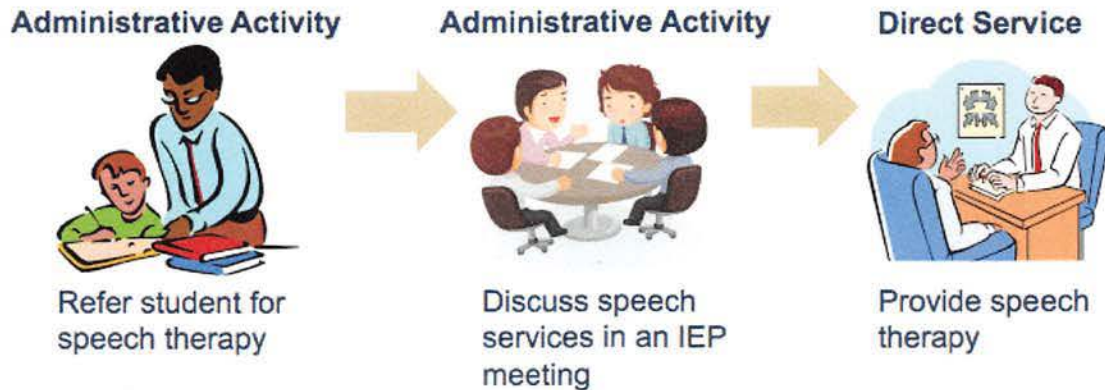 Administrative Activity
Administrative Activity
Direct Service
Refer student for
speech therapy
Discuss speech
services in an IEP
meeting
Provide speech
therapy